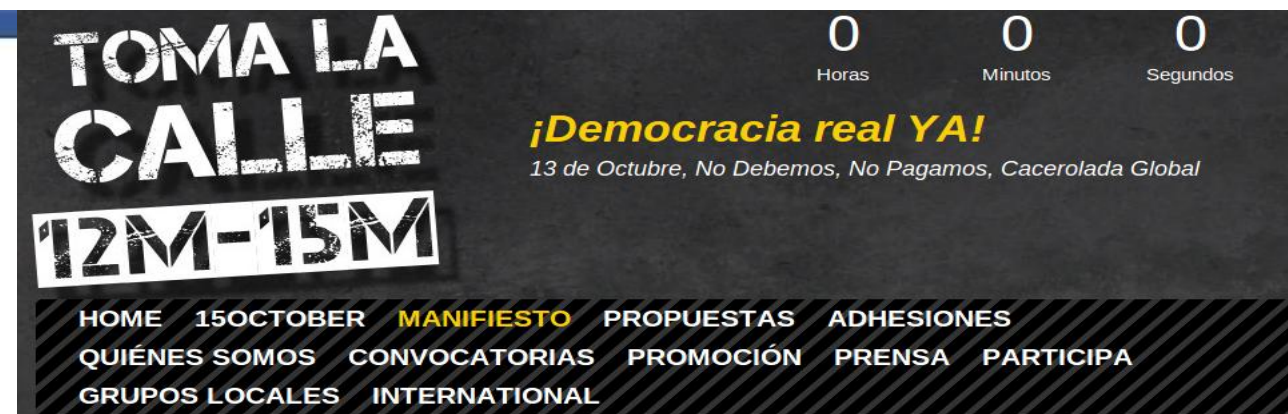 TOMA LA
CALLE
12M-15M
0 0 0
Horas Minutos Segundos
¡Democracia real YA!
13 de Octubre, No Debemos, No Pagamos, Cacerolada Global
HOME 15OCTOBER MANIFIESTO PROPUESTAS ADHESIONES
QUIÉNES SOMOS CONVOCATORIAS PROMOCIÓN PRENSA PARTICIPA
GRUPOS LOCALES INTERNATIONAL